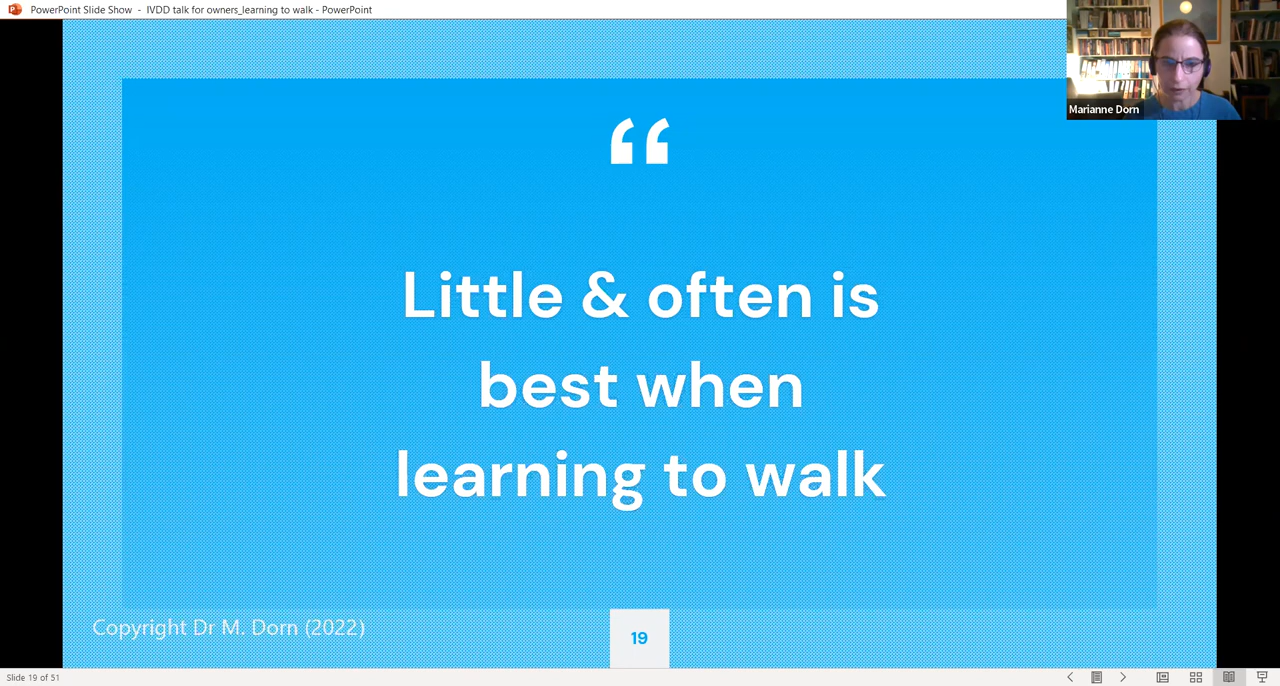 PowerPoint Slide Show - IVDD talk for owners_learning to walk - PowerPoint
Marianne Dorn
“
Little & often is
best when
learning to walk
Copyright Dr M. Dorn (2022)
19
Slide 19 of 51